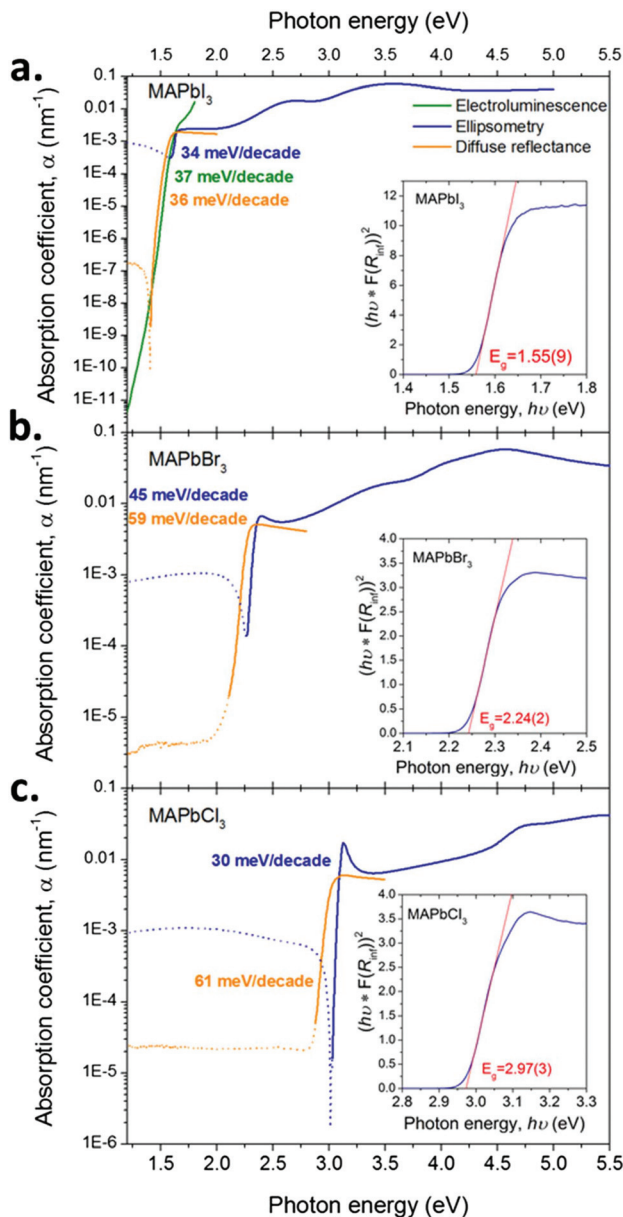 Photon energy (eV)
1.5 2.0 2.5 3.0 3.5 4.0 4.5 5.0 5.5
a.
0.1
0.01
1E-3
1E-4
1E-5
1E-6
1E-7
1E-8
1E-9
1E-10
1E-11
Absorption coefficient, α (nm⁻¹)
MAPbI₃
Electroluminescence
Ellipsometry
Diffuse reflectance
34 meV/decade
37 meV/decade
36 meV/decade
MAPbI₃
12
10
8
6
4
2
0
(hυ * F(R_inf))²
E_g=1.55(9)
1.4 1.5 1.6 1.7 1.8
Photon energy, hυ (eV)
b.
0.1
0.01
1E-3
1E-4
1E-5
Absorption coefficient, α (nm⁻¹)
MAPbBr₃
45 meV/decade
59 meV/decade
MAPbBr₃
4.0
3.5
3.0
2.5
2.0
1.5
1.0
0.5
0.0
(hυ * F(R_inf))²
E_g=2.24(2)
2.1 2.2 2.3 2.4 2.5
Photon energy, hυ (eV)
c.
0.1
0.01
1E-3
1E-4
1E-5
1E-6
Absorption coefficient, α (nm⁻¹)
MAPbCl₃
30 meV/decade
61 meV/decade
MAPbCl₃
4.0
3.5
3.0
2.5
2.0
1.5
1.0
0.5
0.0
(hυ * F(R_inf))²
E_g=2.97(3)
2.8 2.9 3.0 3.1 3.2 3.3
Photon energy, hυ (eV)
1.5 2.0 2.5 3.0 3.5 4.0 4.5 5.0 5.5
Photon energy (eV)